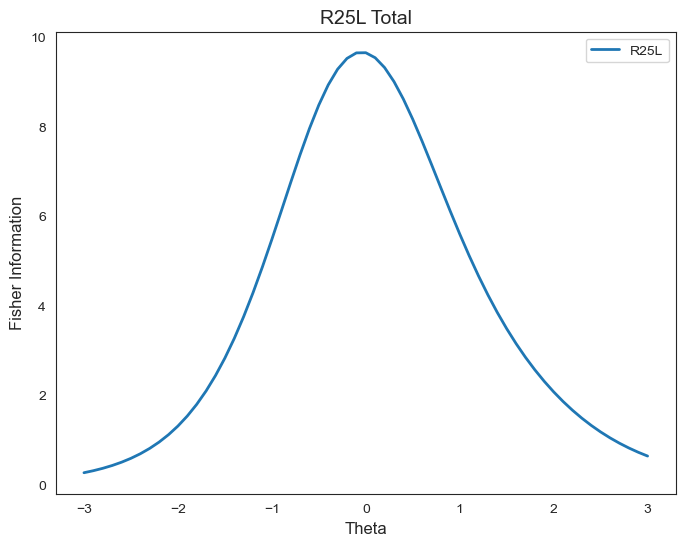 R25L Total
R25L
10
8
6
4
2
0
Fisher Information
−3 −2 −1 0 1 2 3
Theta